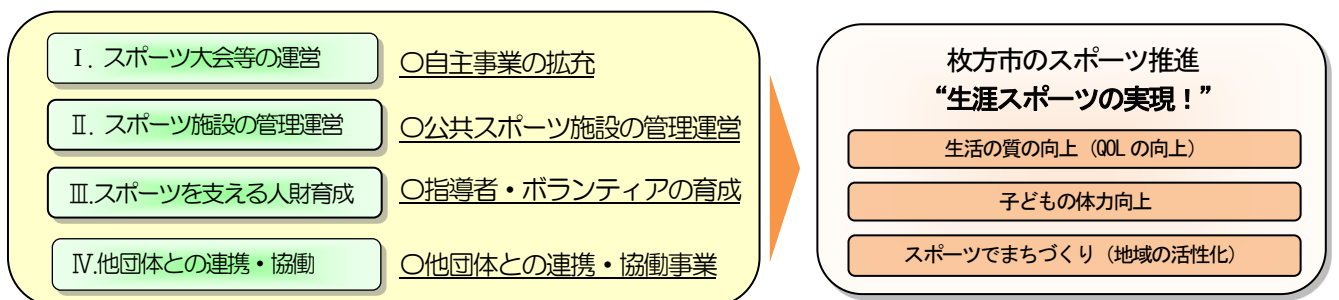 Ⅰ. スポーツ大会等の運営
○自主事業の拡充
Ⅱ. スポーツ施設の管理運営
○公共スポーツ施設の管理運営
Ⅲ.スポーツを支える人財育成
○指導者・ボランティアの育成
Ⅳ.他団体との連携・協働
○他団体との連携・協働事業
枚方市のスポーツ推進
“生涯スポーツの実現！”
生活の質の向上（QOL の向上）
子どもの体力向上
スポーツでまちづくり（地域の活性化）